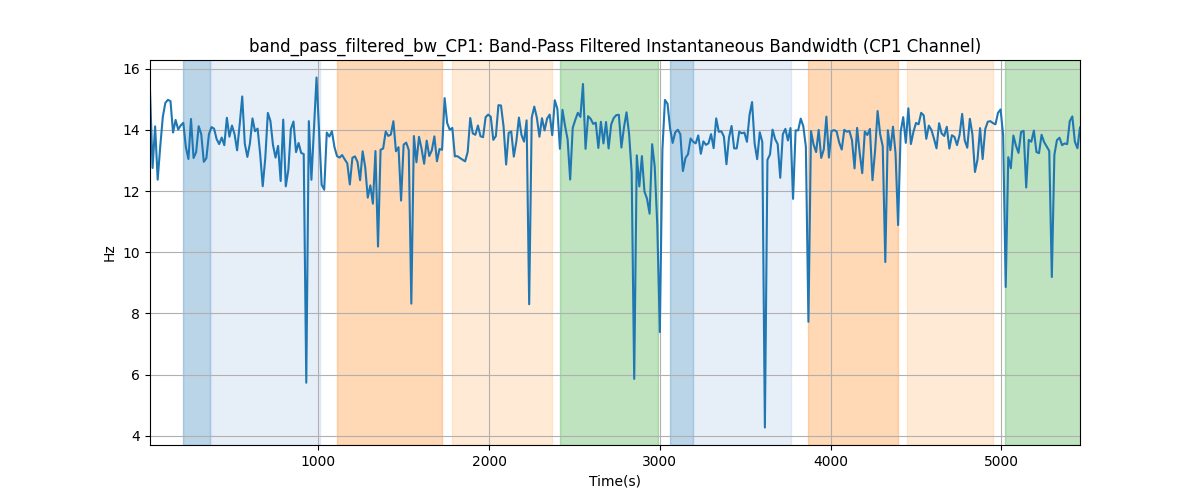 band_pass_filtered_bw_CP1: Band-Pass Filtered Instantaneous Bandwidth (CP1 Channel)
16
14
12
10
8
6
4
Hz
1000 2000 3000 4000 5000
Time(s)